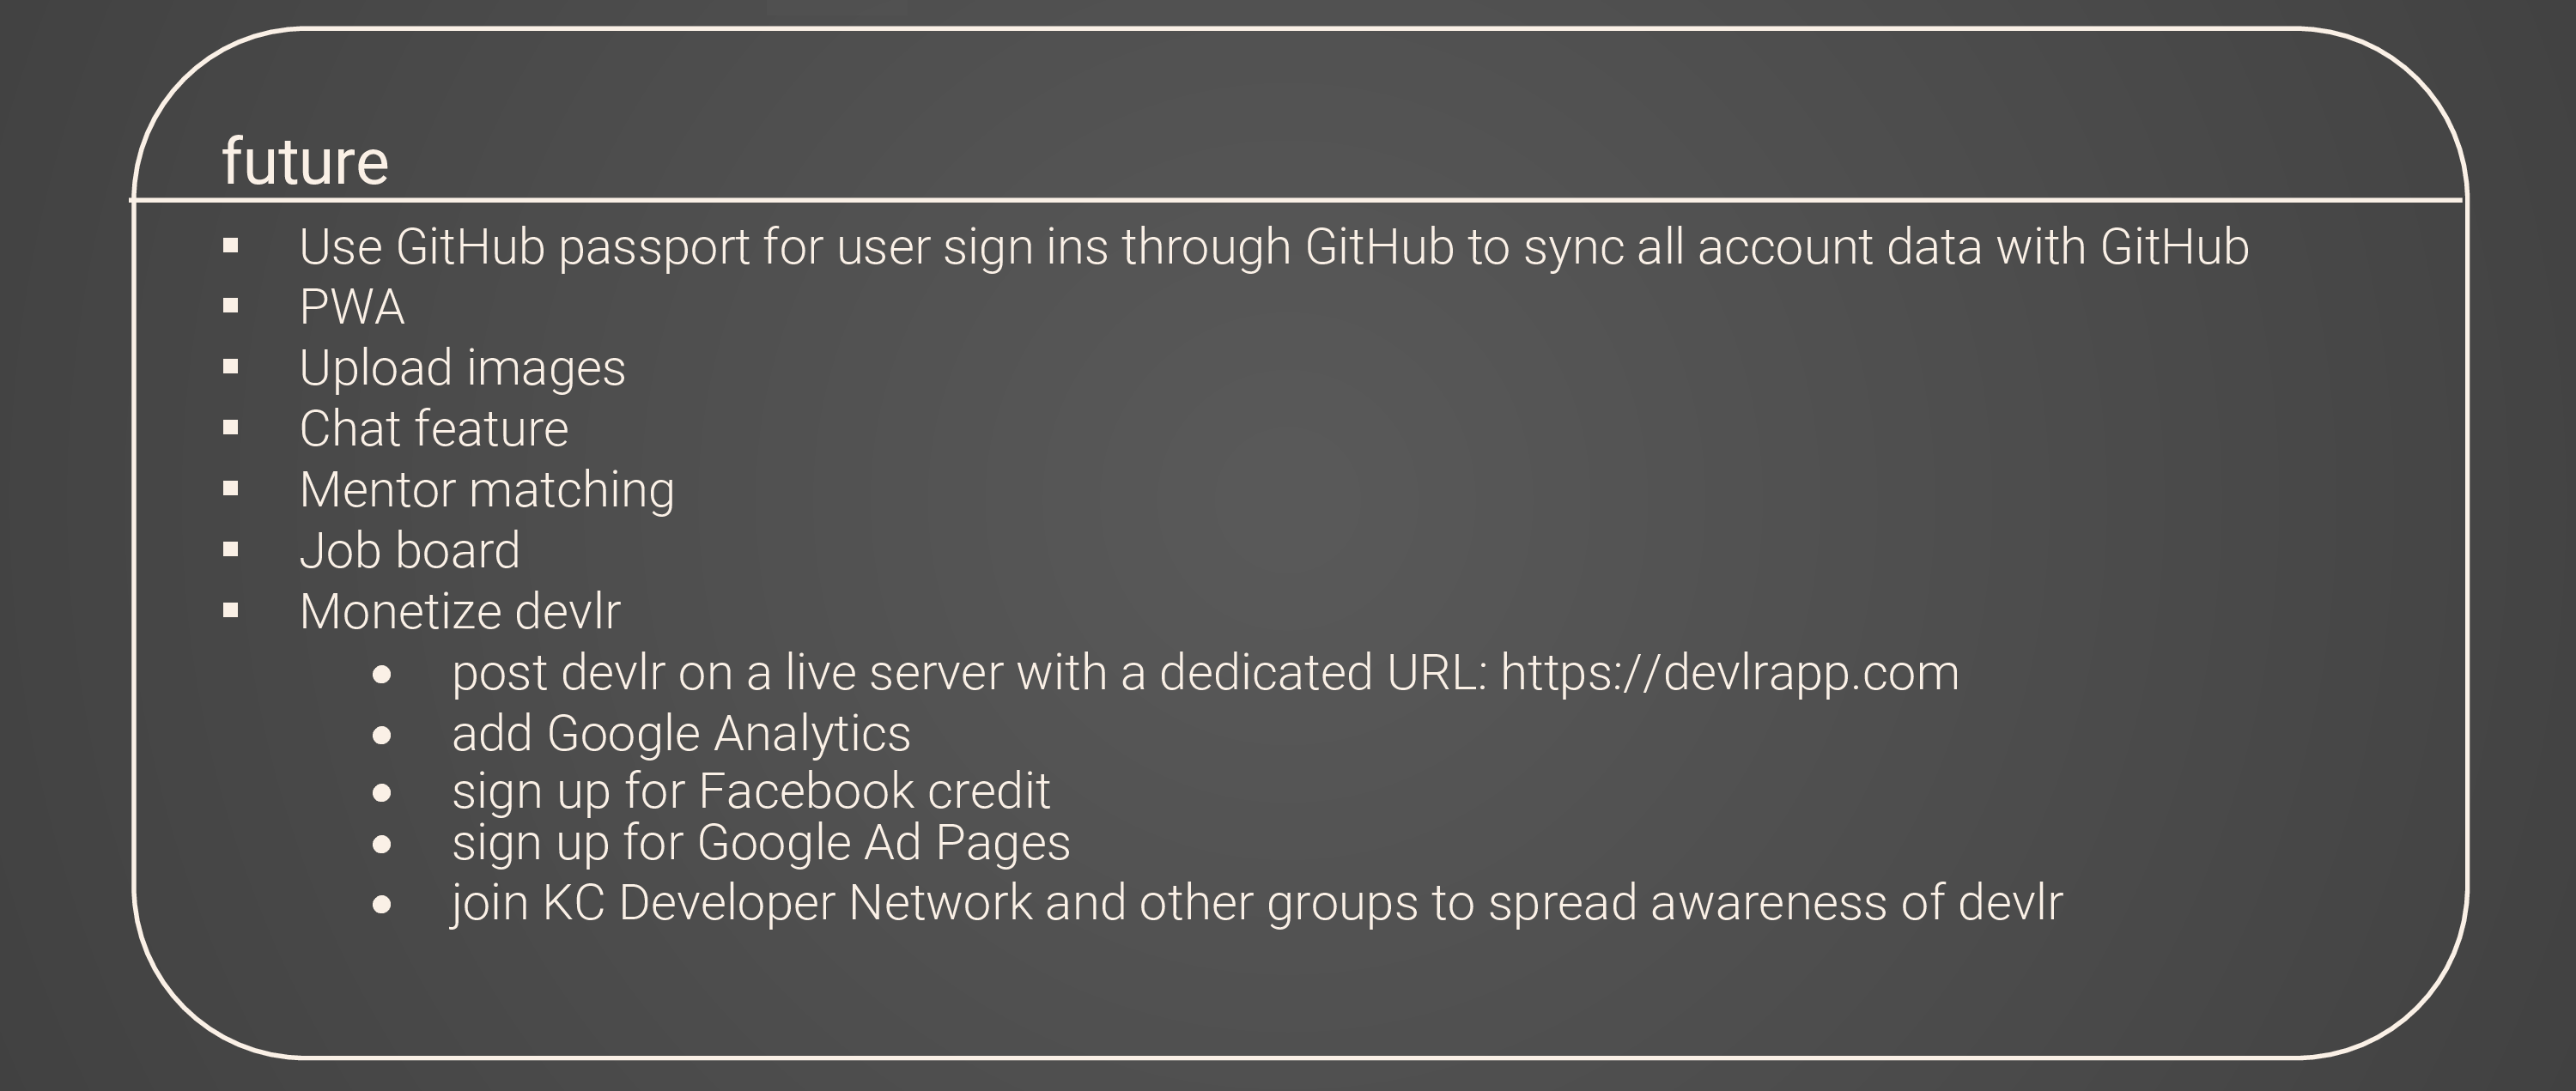 future
▪ Use GitHub passport for user sign ins through GitHub to sync all account data with GitHub
▪ PWA
▪ Upload images
▪ Chat feature
▪ Mentor matching
▪ Job board
▪ Monetize devlr
● post devlr on a live server with a dedicated URL: https://devlrapp.com
● add Google Analytics
● sign up for Facebook credit
● sign up for Google Ad Pages
● join KC Developer Network and other groups to spread awareness of devlr